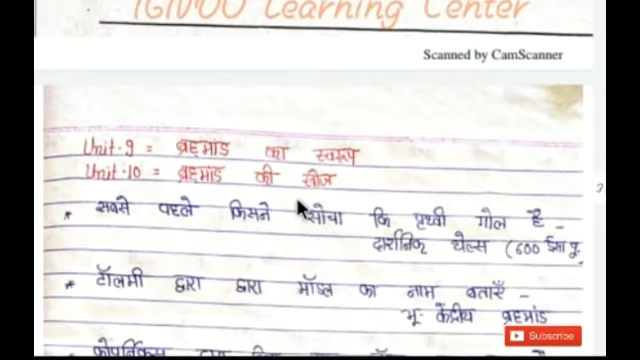 IGNOU Learning Center
Scanned by CamScanner
Unit-9 = ब्रह्मांड का स्वरूप
Unit-10 = ब्रह्मांड की खोज
* सबसे पहले किसने सोचा कि पृथ्वी गोल है -
दार्शनिक थेल्स (600 ईसा पू.
* टॉलमी द्वारा द्वारा मॉडल का नाम बताएँ -
भू-केंद्रीय ब्रह्मांड
Subscribe